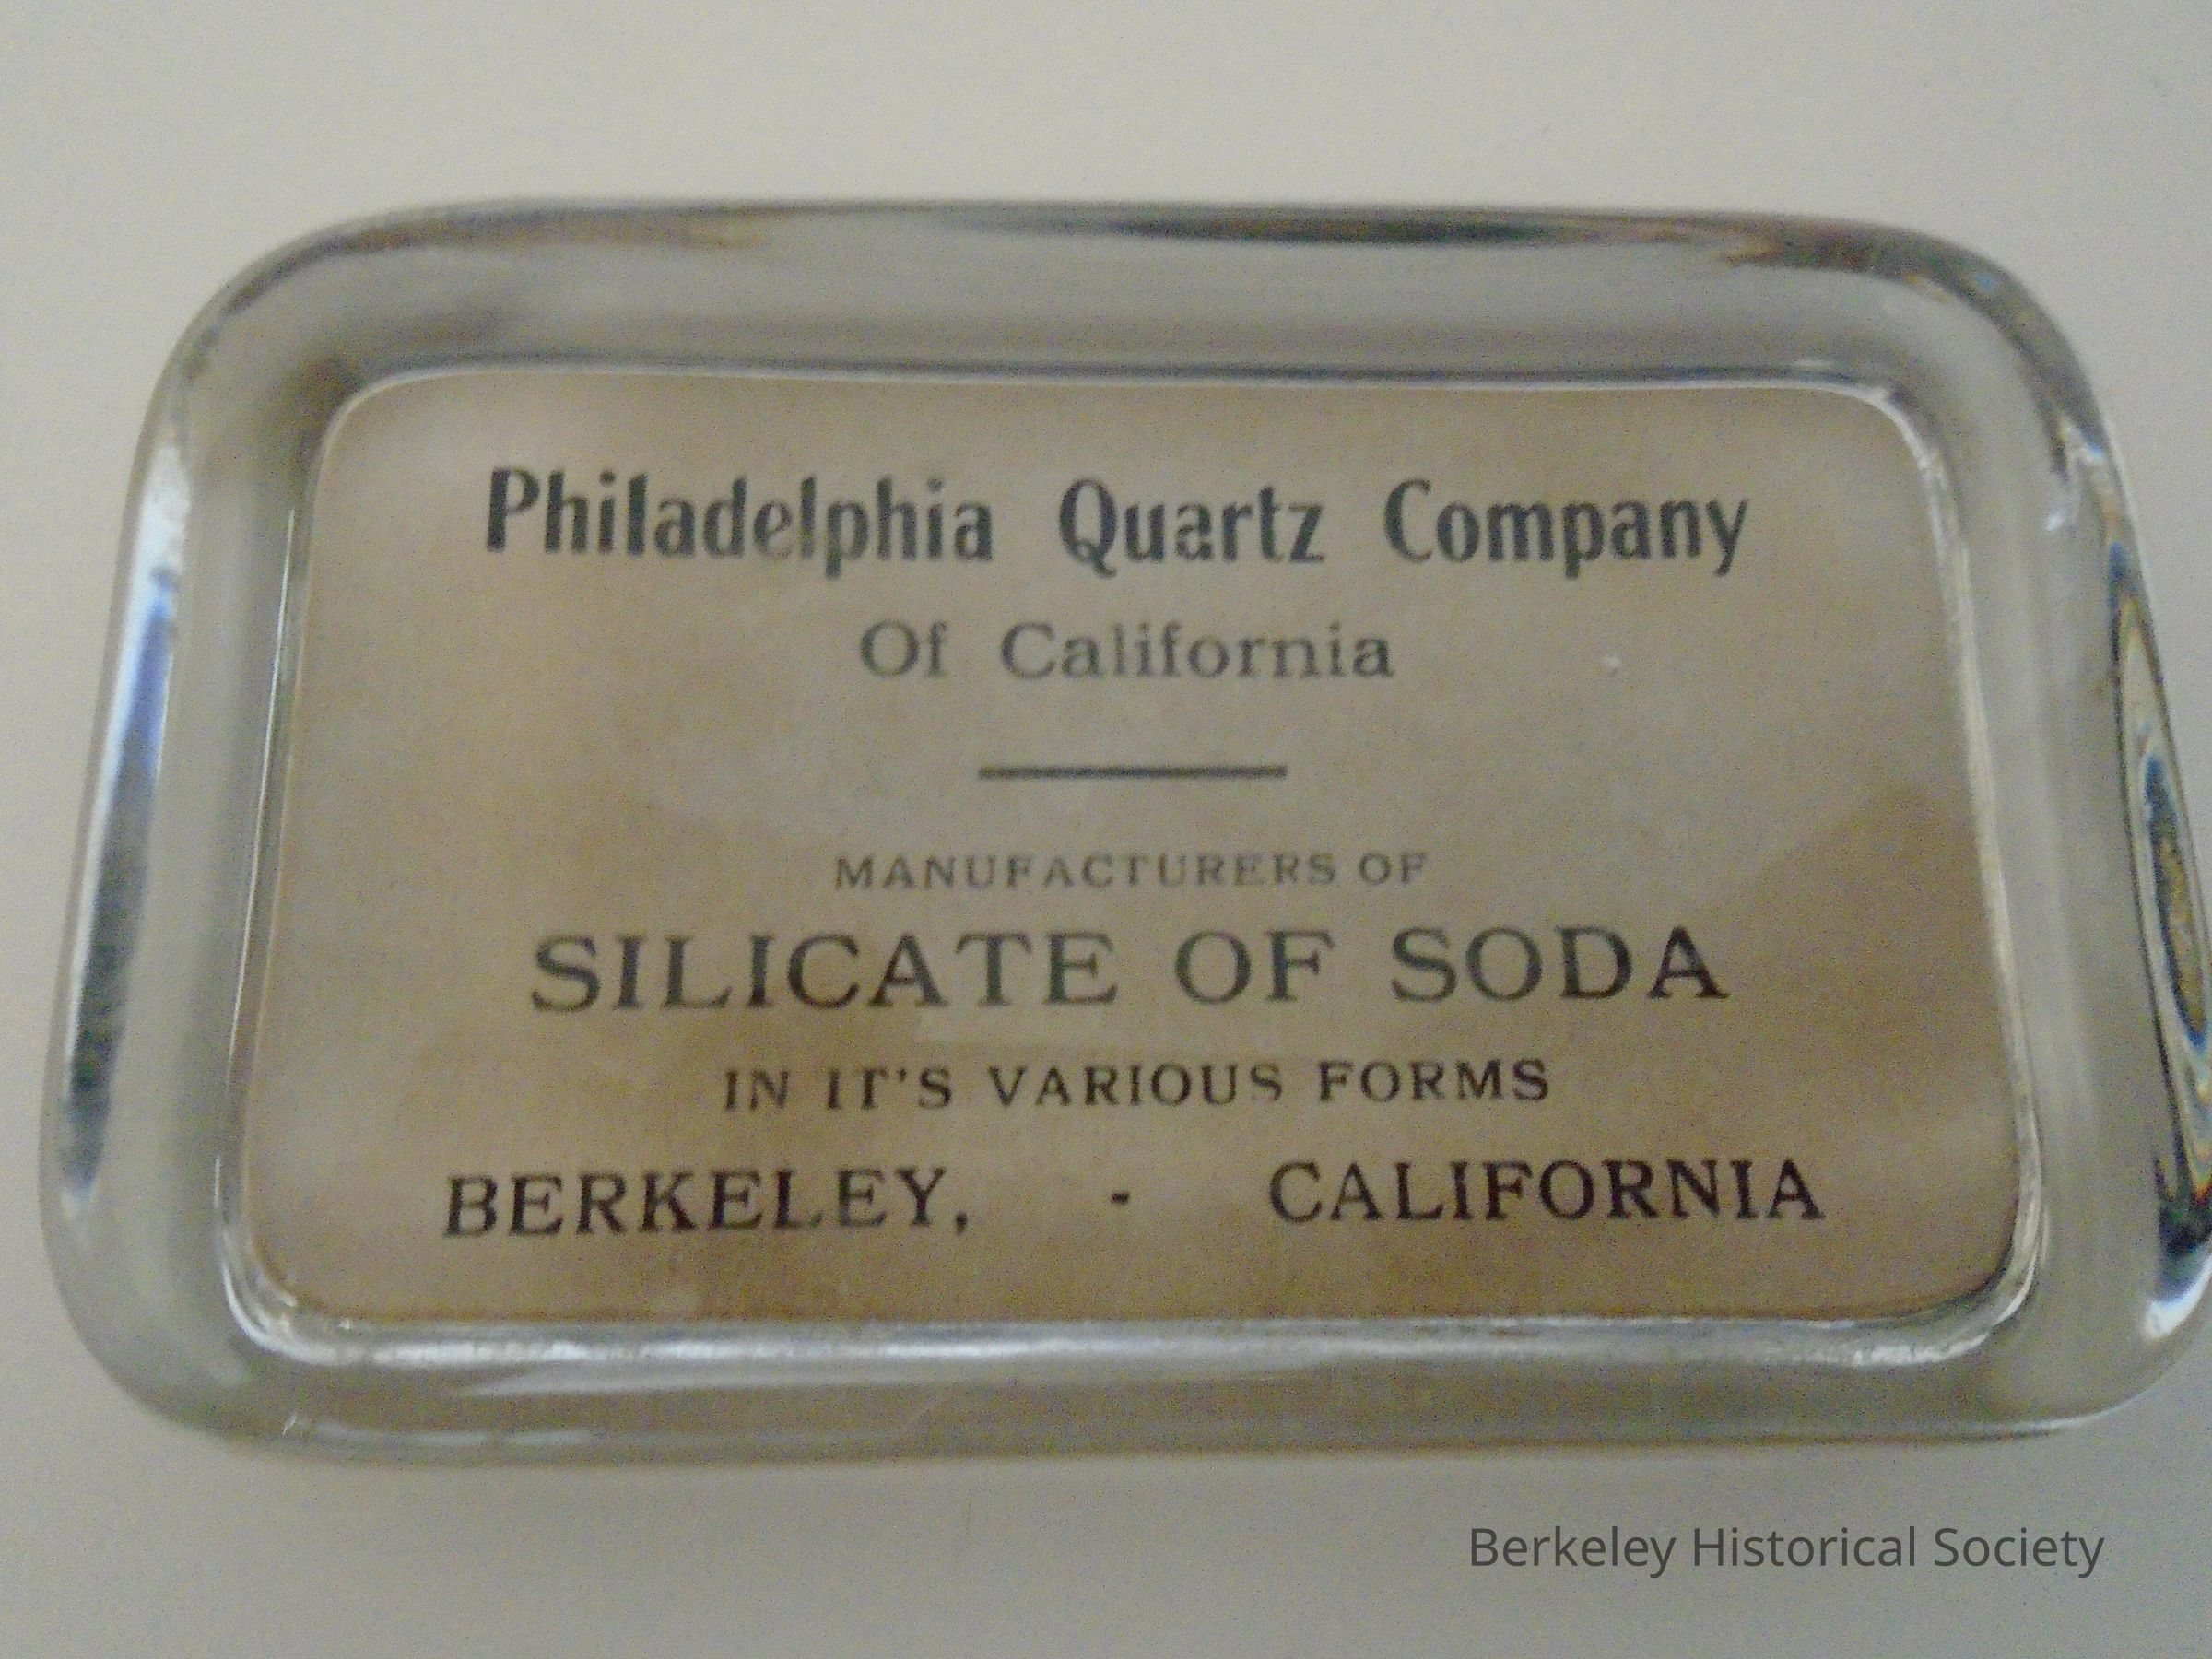 Philadelphia Quartz Company
Of California
MANUFACTURERS OF
SILICATE OF SODA
IN IT'S VARIOUS FORMS
BERKELEY, - CALIFORNIA
Berkeley Historical Society